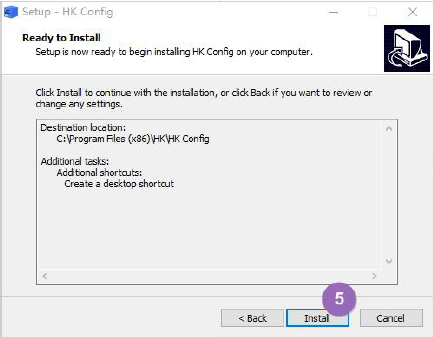 Setup - HK Config
Ready to Install
Setup is now ready to begin installing HK Config on your computer.
Click Install to continue with the installation, or click Back if you want to review or
change any settings.
Destination location:
C:\Program Files (x86)\HK\HK Config
Additional tasks:
Additional shortcuts:
Create a desktop shortcut
5
< Back
Install
Cancel